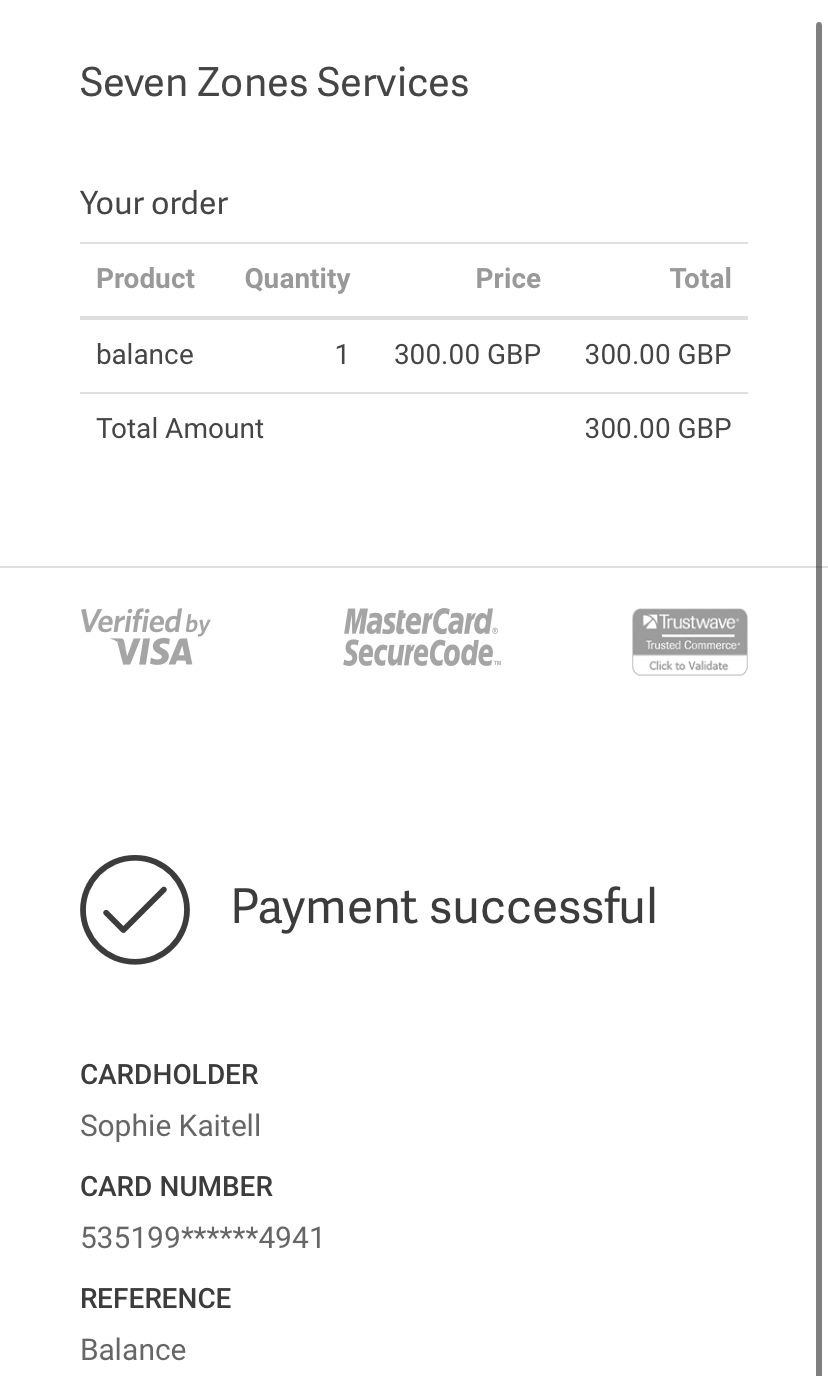 Seven Zones Services
Your order
Product Quantity Price Total
balance 1 300.00 GBP 300.00 GBP
Total Amount 300.00 GBP
Verified by
VISA
MasterCard®
SecureCode™
Trustwave®
Trusted Commerce®
Click to Validate
Payment successful
CARDHOLDER
Sophie Kaitell
CARD NUMBER
535199******4941
REFERENCE
Balance